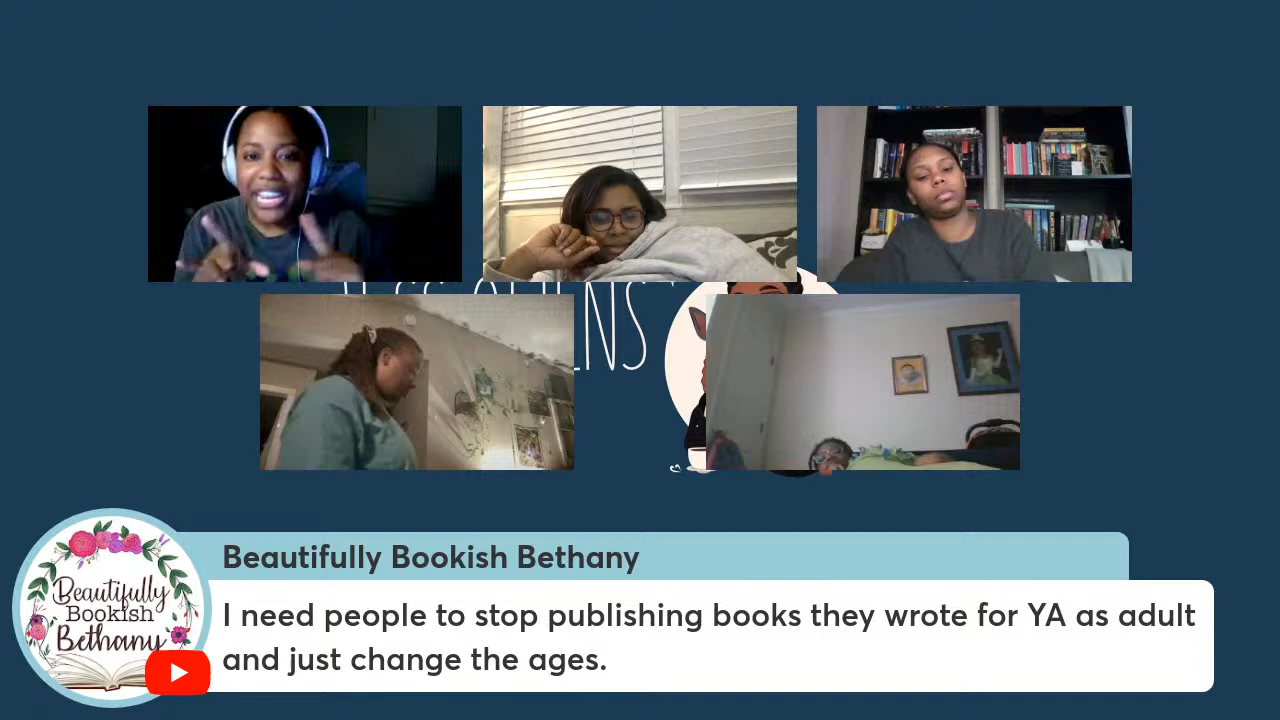 Beautifully Bookish Bethany
Beautifully
Bookish
Bethany
I need people to stop publishing books they wrote for YA as adult
and just change the ages.